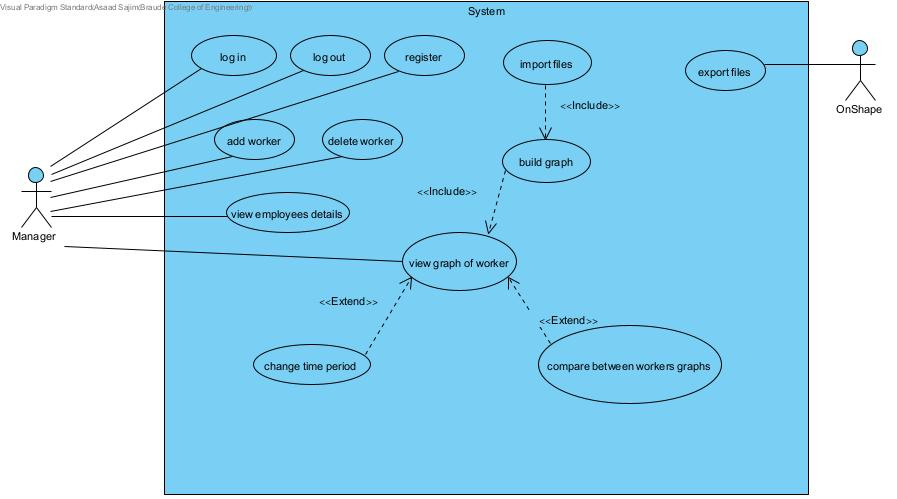 Visual Paradigm Standard(Asaad Sajim(Braude College of Engineering))
System
log in
log out
register
import files
export files
<<Include>>
OnShape
add worker
delete worker
build graph
<<Include>>
view employees details
Manager
view graph of worker
<<Extend>>
<<Extend>>
change time period
compare between workers graphs